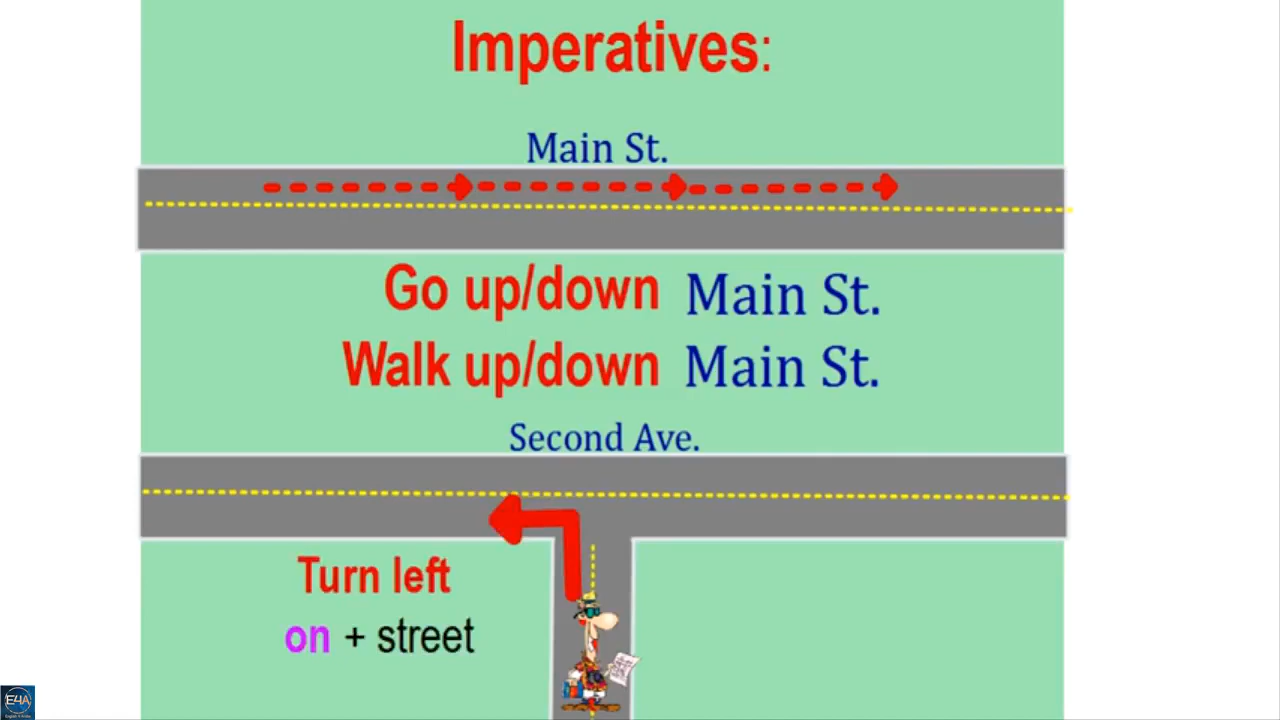 Imperatives:
Main St.
Go up/down Main St.
Walk up/down Main St.
Second Ave.
Turn left
on + street
E4A